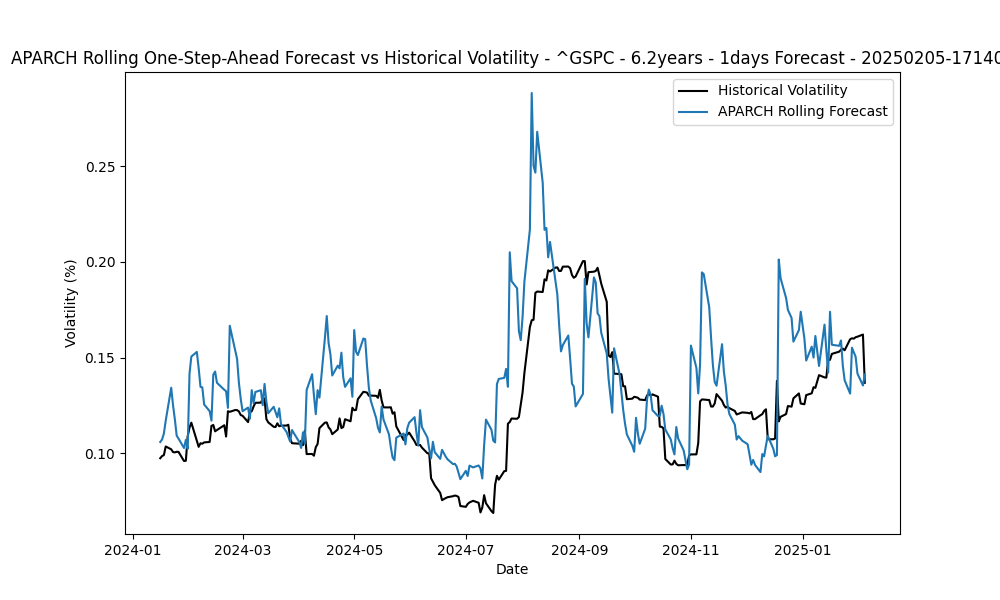 APARCH Rolling One-Step-Ahead Forecast vs Historical Volatility - ^GSPC - 6.2years - 1days Forecast - 20250205-17140
Historical Volatility
APARCH Rolling Forecast
Volatility (%)
0.25
0.20
0.15
0.10
2024-01
2024-03
2024-05
2024-07
2024-09
2024-11
2025-01
Date